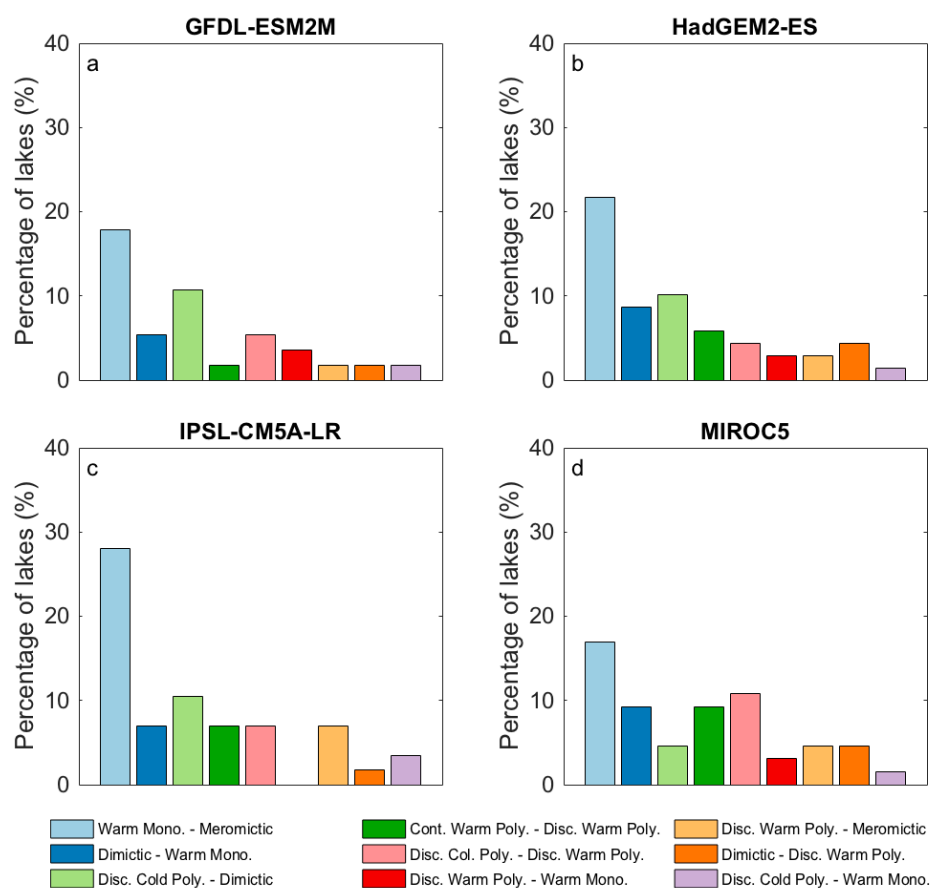 GFDL-ESM2M
HadGEM2-ES
a
b
Percentage of lakes (%)
40
30
20
10
0
Percentage of lakes (%)
40
30
20
10
0
IPSL-CM5A-LR
MIROC5
c
d
Percentage of lakes (%)
40
30
20
10
0
Percentage of lakes (%)
40
30
20
10
0
Warm Mono. - Meromictic
Cont. Warm Poly. - Disc. Warm Poly.
Disc. Warm Poly. - Meromictic
Dimictic - Warm Mono.
Disc. Col. Poly. - Disc. Warm Poly.
Dimictic - Disc. Warm Poly.
Disc. Cold Poly. - Dimictic
Disc. Warm Poly. - Warm Mono.
Disc. Cold Poly. - Warm Mono.